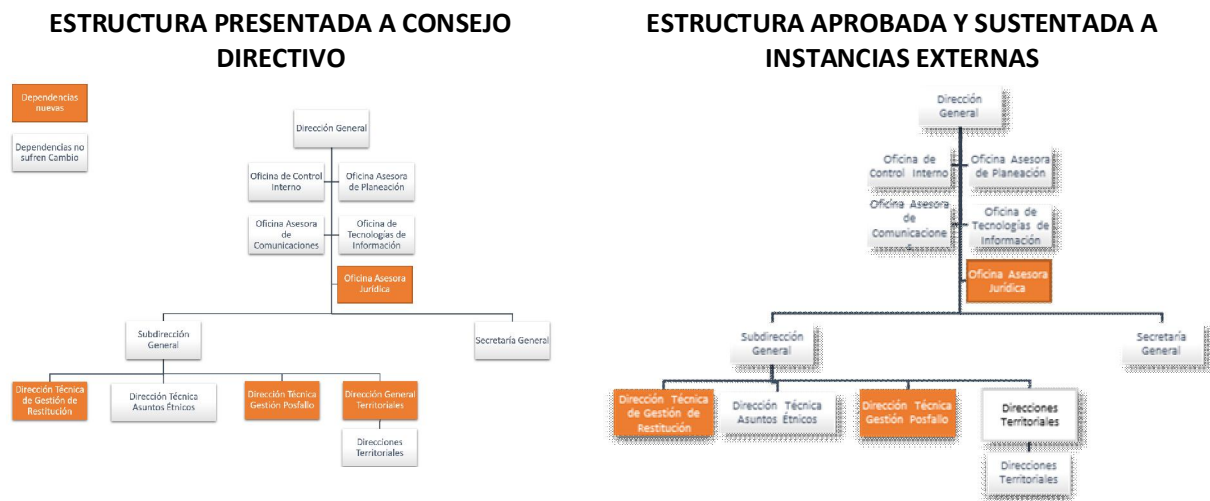 ESTRUCTURA PRESENTADA A CONSEJO
DIRECTIVO
Dependencias
nuevas
Dependencias no
sufren Cambio
Dirección General
Oficina de Control
Interno
Oficina Asesora
de Planeación
Oficina Asesora
de
Comunicaciones
Oficina de
Tecnologías de
Información
Oficina Asesora
Jurídica
Subdirección
General
Secretaría General
Dirección Técnica
de Gestión de
Restitución
Dirección Técnica
Asuntos Étnicos
Dirección Técnica
Gestión Posfallo
Dirección General
Territoriales
Direcciones
Territoriales
ESTRUCTURA APROBADA Y SUSTENTADA A
INSTANCIAS EXTERNAS
Dirección
General
Oficina de
Control Interno
Oficina Asesora
de Planeación
Oficina Asesora
de
Comunicacione
Oficina de
Tecnologías de
Información
Oficina Asesora
Jurídica
Subdirección
General
Secretaría
General
Dirección Técnica
de Gestión de
Restitución
Dirección Técnica
Asuntos Étnicos
Dirección Técnica
Gestión Posfallo
Direcciones
Territoriales
Direcciones
Territoriales